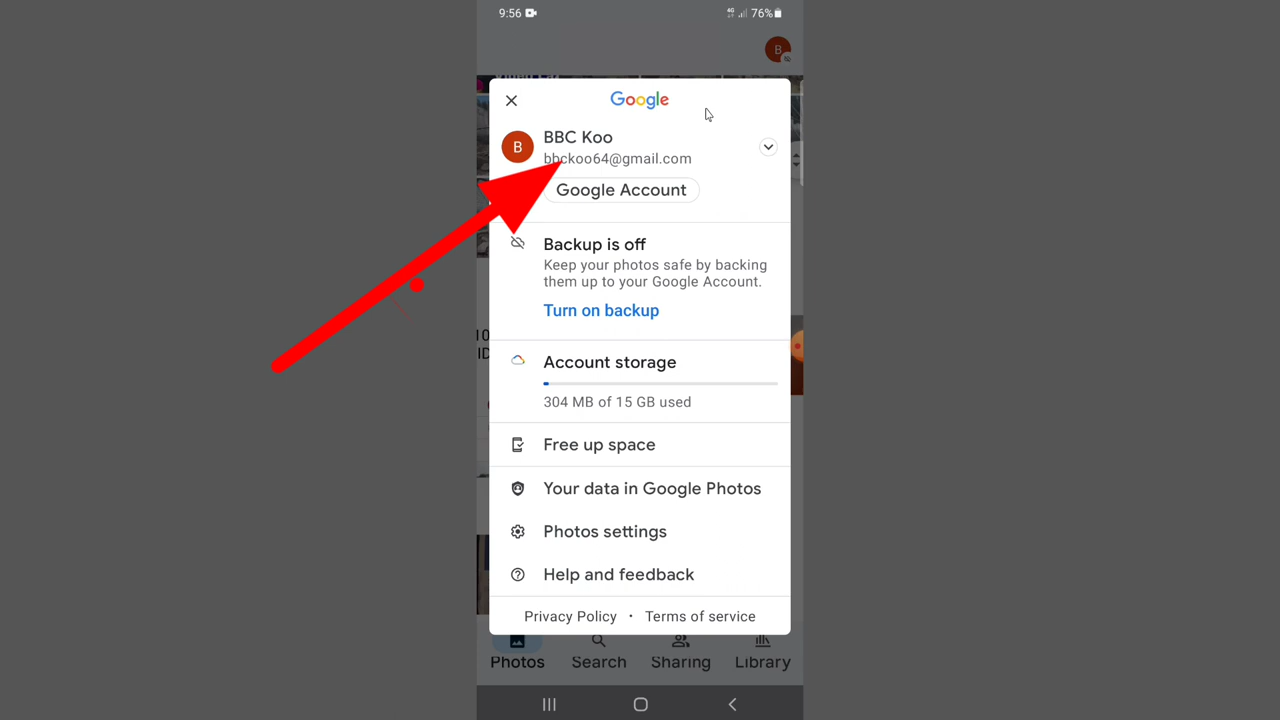 9:56
4G
76%
B
Google
BBC Koo
B
bbckoo64@gmail.com
Google Account
Backup is off
Keep your photos safe by backing
them up to your Google Account.
Turn on backup
Account storage
304 MB of 15 GB used
Free up space
Your data in Google Photos
Photos settings
Help and feedback
Privacy Policy • Terms of service
Photos Search Sharing Library